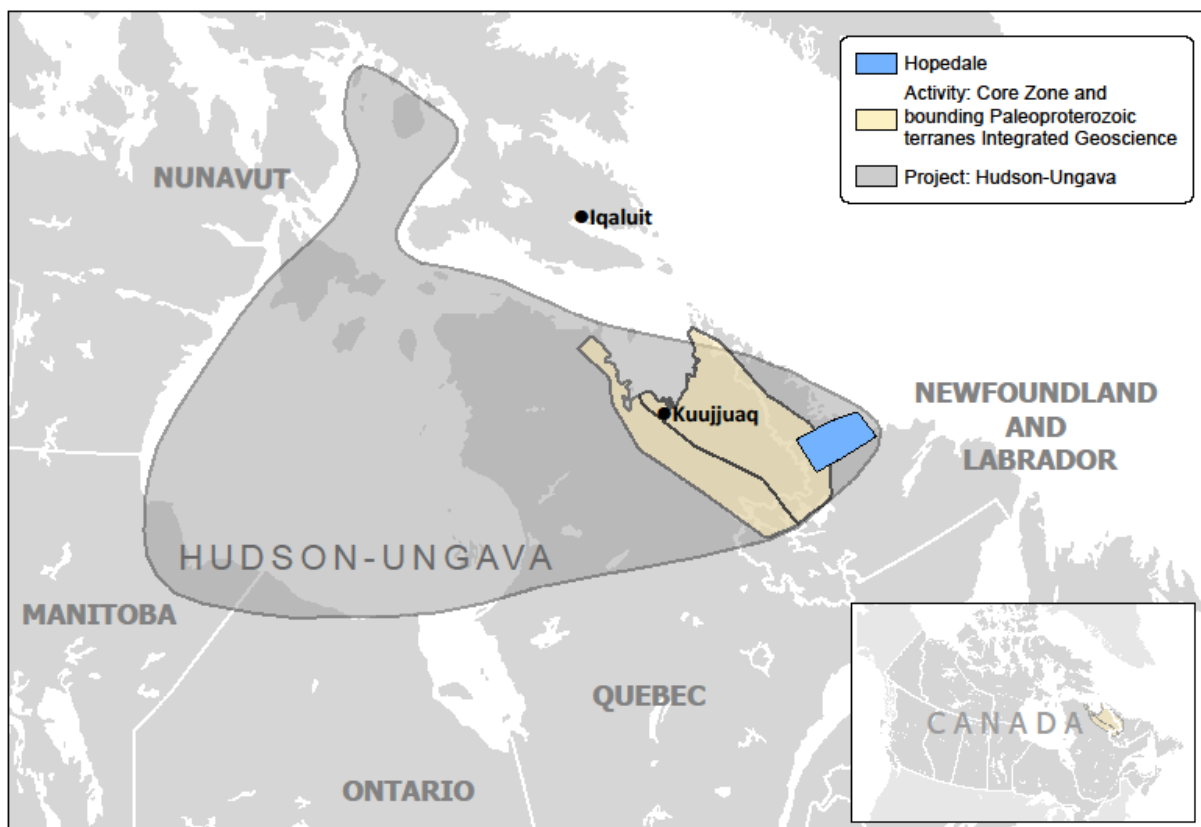 Hopedale
Activity: Core Zone and
bounding Paleoproterozoic
terranes Integrated Geoscience
Project: Hudson-Ungava
NUNAVUT
Iqaluit
Kuujjuaq
NEWFOUNDLAND
AND
LABRADOR
HUDSON-UNGAVA
MANITOBA
QUEBEC
ONTARIO
CANADA